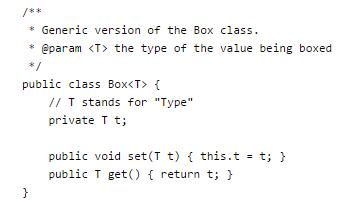 /**
 * Generic version of the Box class.
 * @param <T> the type of the value being boxed
 */
public class Box<T> {
    // T stands for "Type"
    private T t;

    public void set(T t) { this.t = t; }
    public T get() { return t; }
}